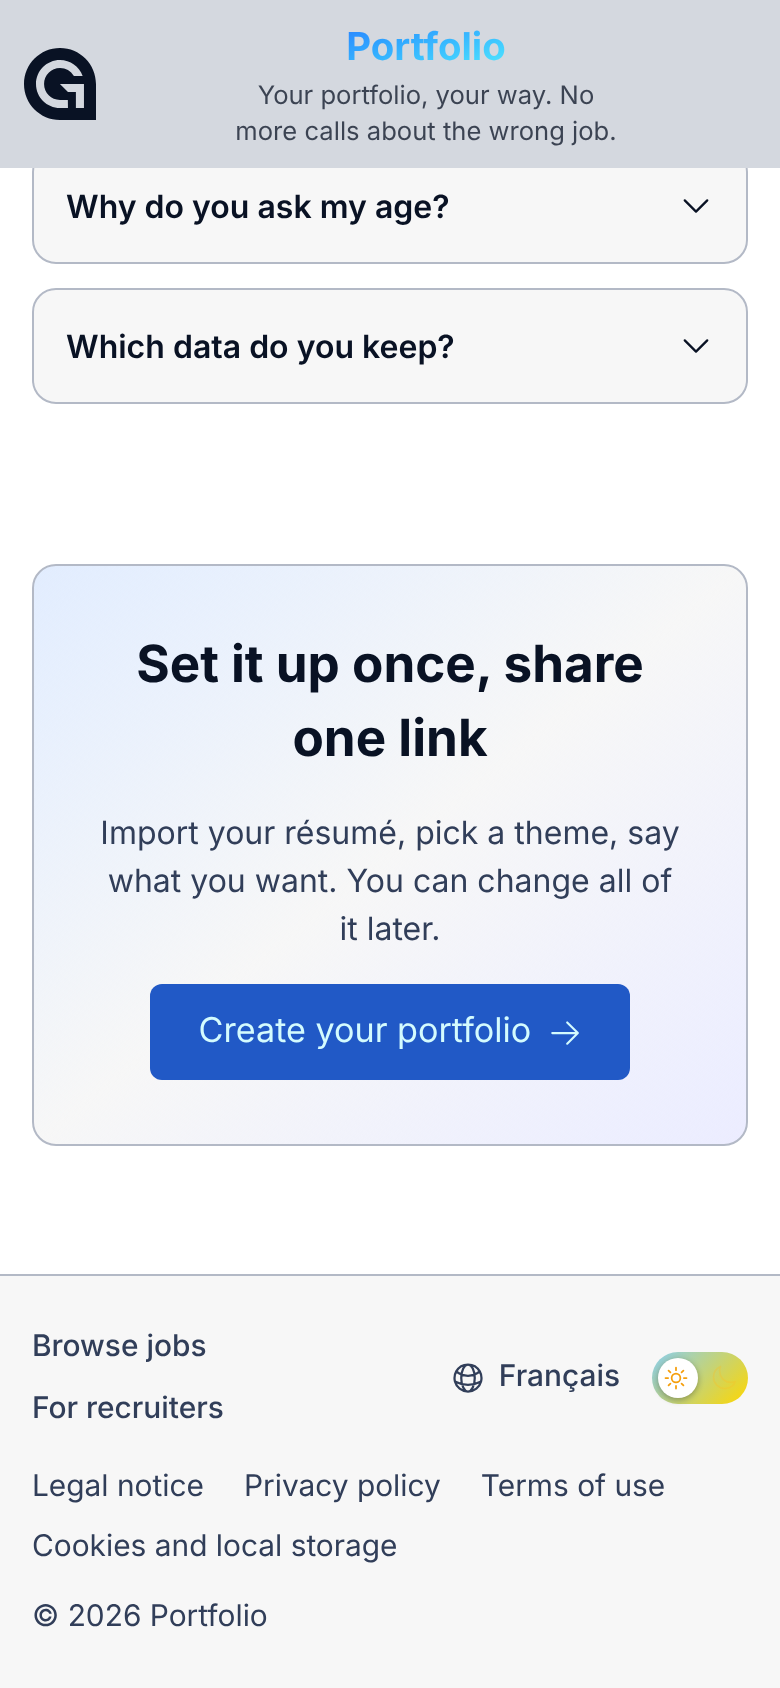 Portfolio
Your portfolio, your way. No
more calls about the wrong job.
Why do you ask my age?
Which data do you keep?
Set it up once, share
one link
Import your résumé, pick a theme, say
what you want. You can change all of
it later.
Create your portfolio →
Browse jobs
Français
For recruiters
Legal notice Privacy policy Terms of use
Cookies and local storage
© 2026 Portfolio